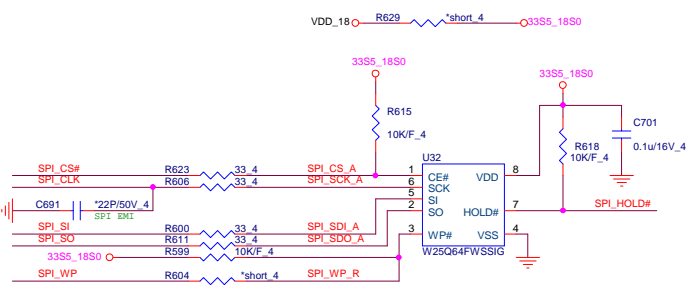 VDD_18 R629 *short_4 33S5_18S0
33S5_18S0 33S5_18S0
R615
10K/F_4
C701
0.1u/16V_4
R618
10K/F_4
U32
SPI_CS# R623 33_4 SPI_CS_A 1 CE# VDD 8
SPI_CLK R606 33_4 SPI_SCK_A 6 SCK
5 SI
C691 *22P/50V_4
SPI EMI
2 SO HOLD# 7 SPI_HOLD#
SPI_SI R600 33_4 SPI_SDI_A
3 WP# VSS 4
SPI_SO R611 33_4 SPI_SDO_A
W25Q64FWSSIG
33S5_18S0 R599 10K/F_4
SPI_WP R604 *short_4 SPI_WP_R